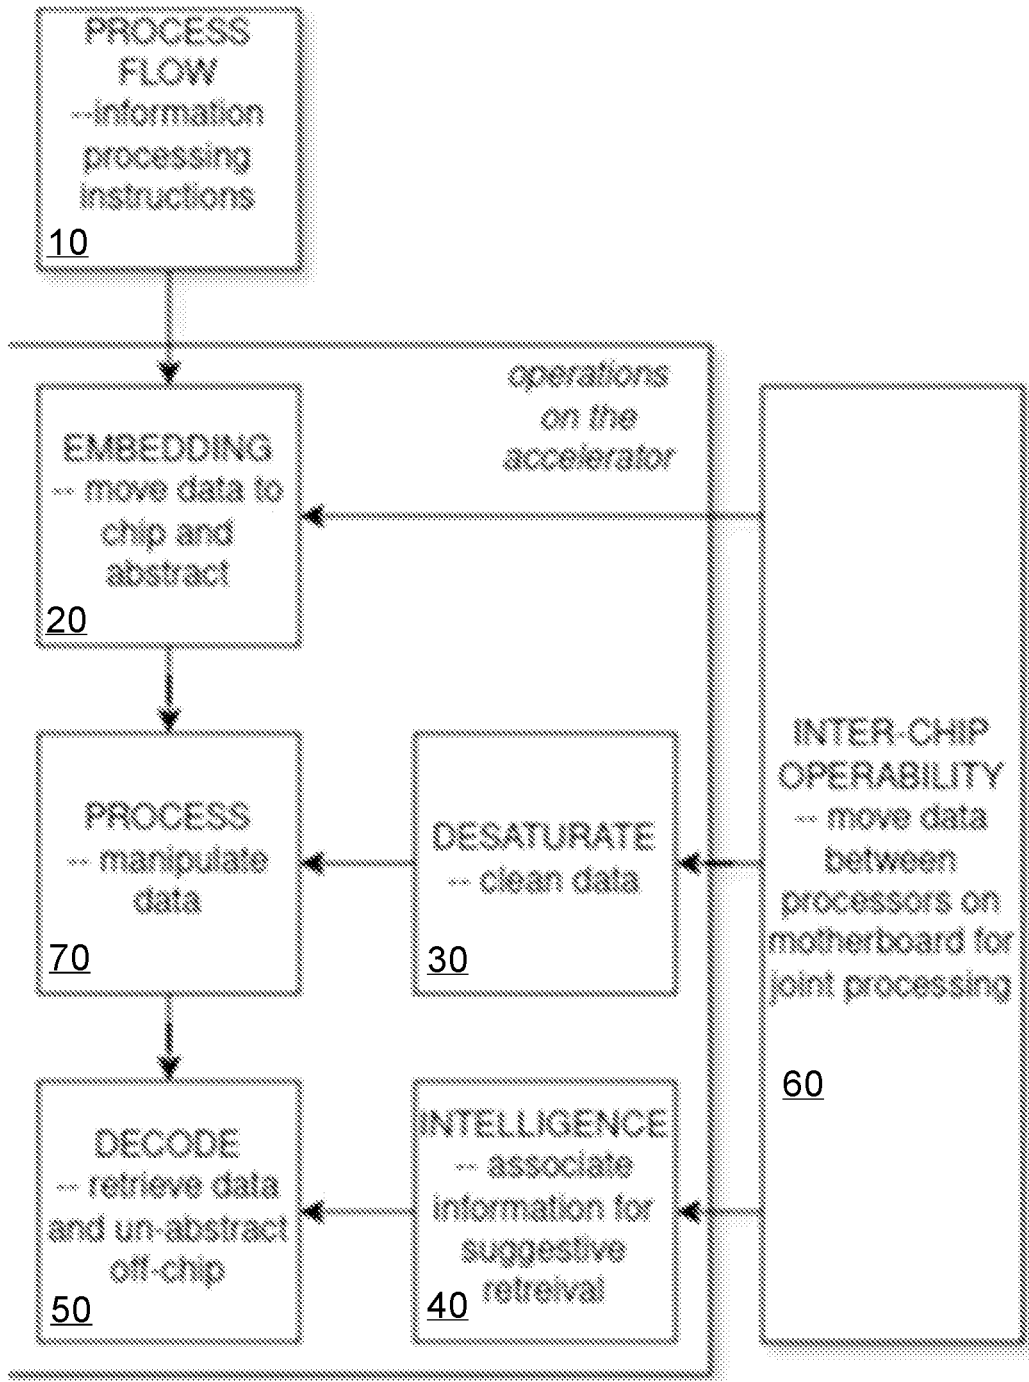 PROCESS
FLOW
-- information
processing
instructions
10
operations
on the
accelerator
EMBEDDING
-- move data to
chip and
abstract
20
PROCESS
-- manipulate
data
70
DESATURATE
-- clean data
30
INTER-CHIP
OPERABILITY
-- move data
between
processors on
motherboard for
joint processing
60
DECODE
-- retrieve data
and un-abstract
off-chip
50
INTELLIGENCE
-- associate
information for
suggestive
retreival
40